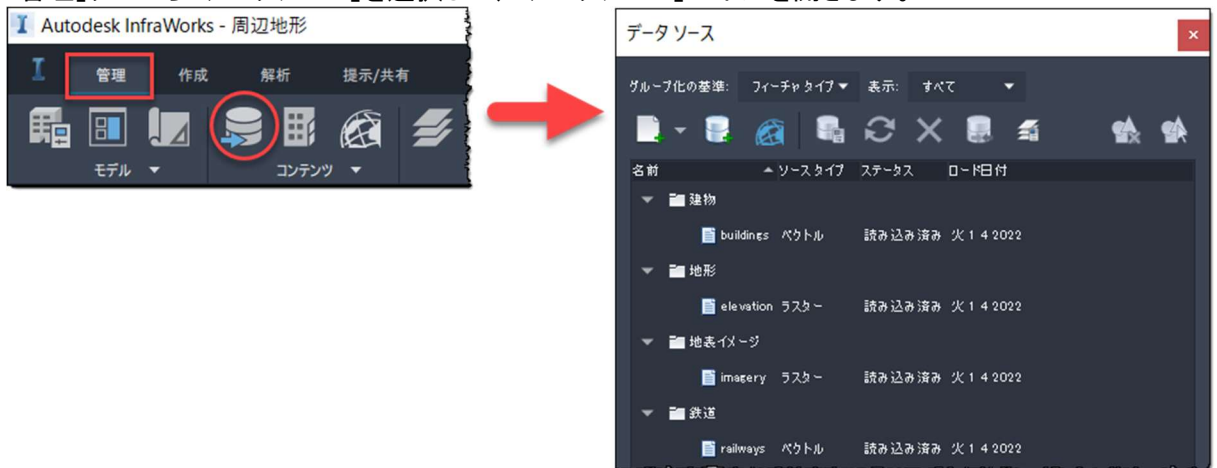 Autodesk InfraWorks - 周辺地形
管理 作成 解析 提示/共有
モデル コンテンツ
データ ソース
グループ化の基準: フィーチャ タイプ 表示: すべて
名前 ソース タイプ ステータス ロード日付
建物
buildings ベクトル 読み込み済み 火 1 4 2022
地形
elevation ラスター 読み込み済み 火 1 4 2022
地表イメージ
imagery ラスター 読み込み済み 火 1 4 2022
鉄道
railways ベクトル 読み込み済み 火 1 4 2022